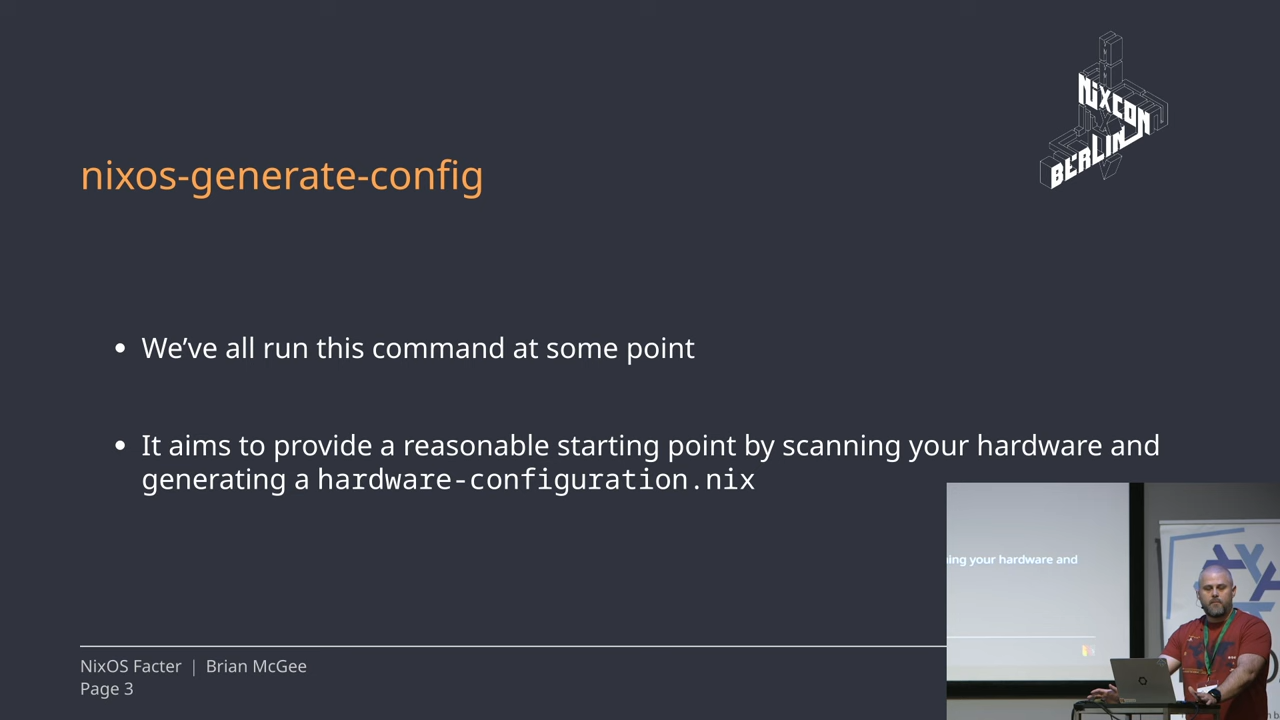 NixCon
BERLIN
nixos-generate-config
• We’ve all run this command at some point
• It aims to provide a reasonable starting point by scanning your hardware and
generating a hardware-configuration.nix
ning your hardware and
NixOS Facter | Brian McGee
Page 3